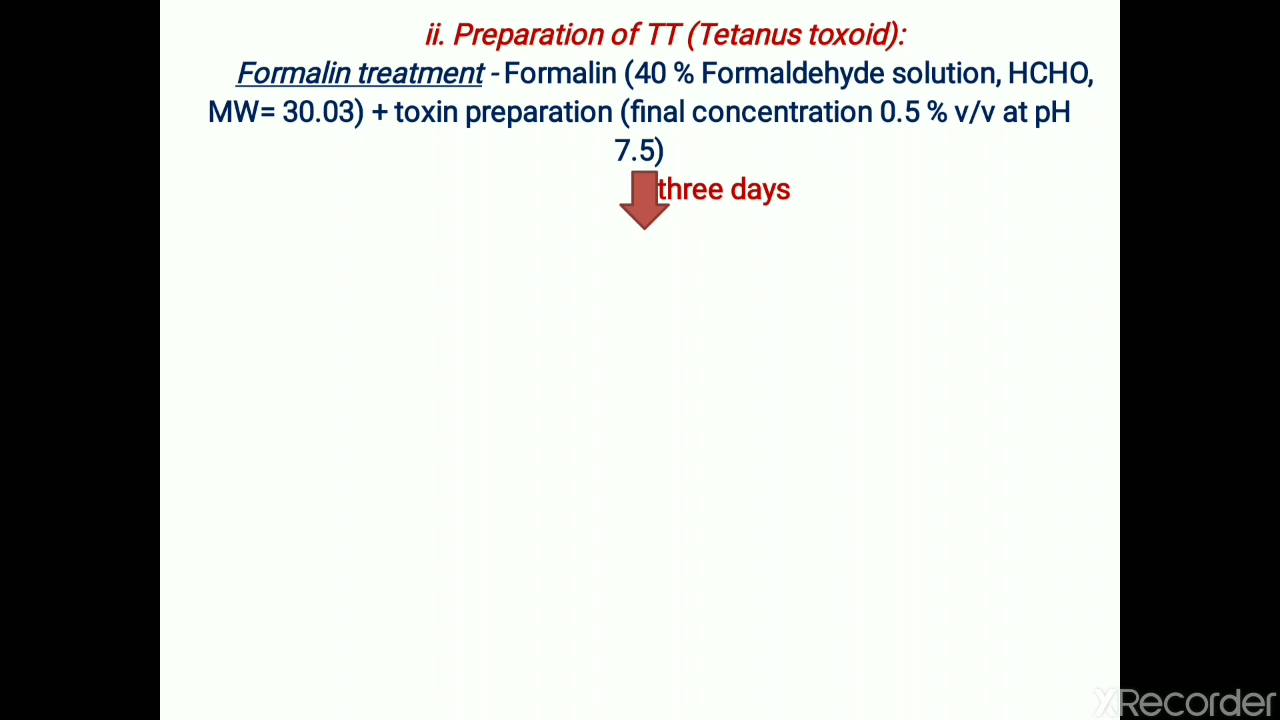 ii. Preparation of TT (Tetanus toxoid):
Formalin treatment - Formalin (40 % Formaldehyde solution, HCHO,
MW= 30.03) + toxin preparation (final concentration 0.5 % v/v at pH
7.5)
three days
XRecorder